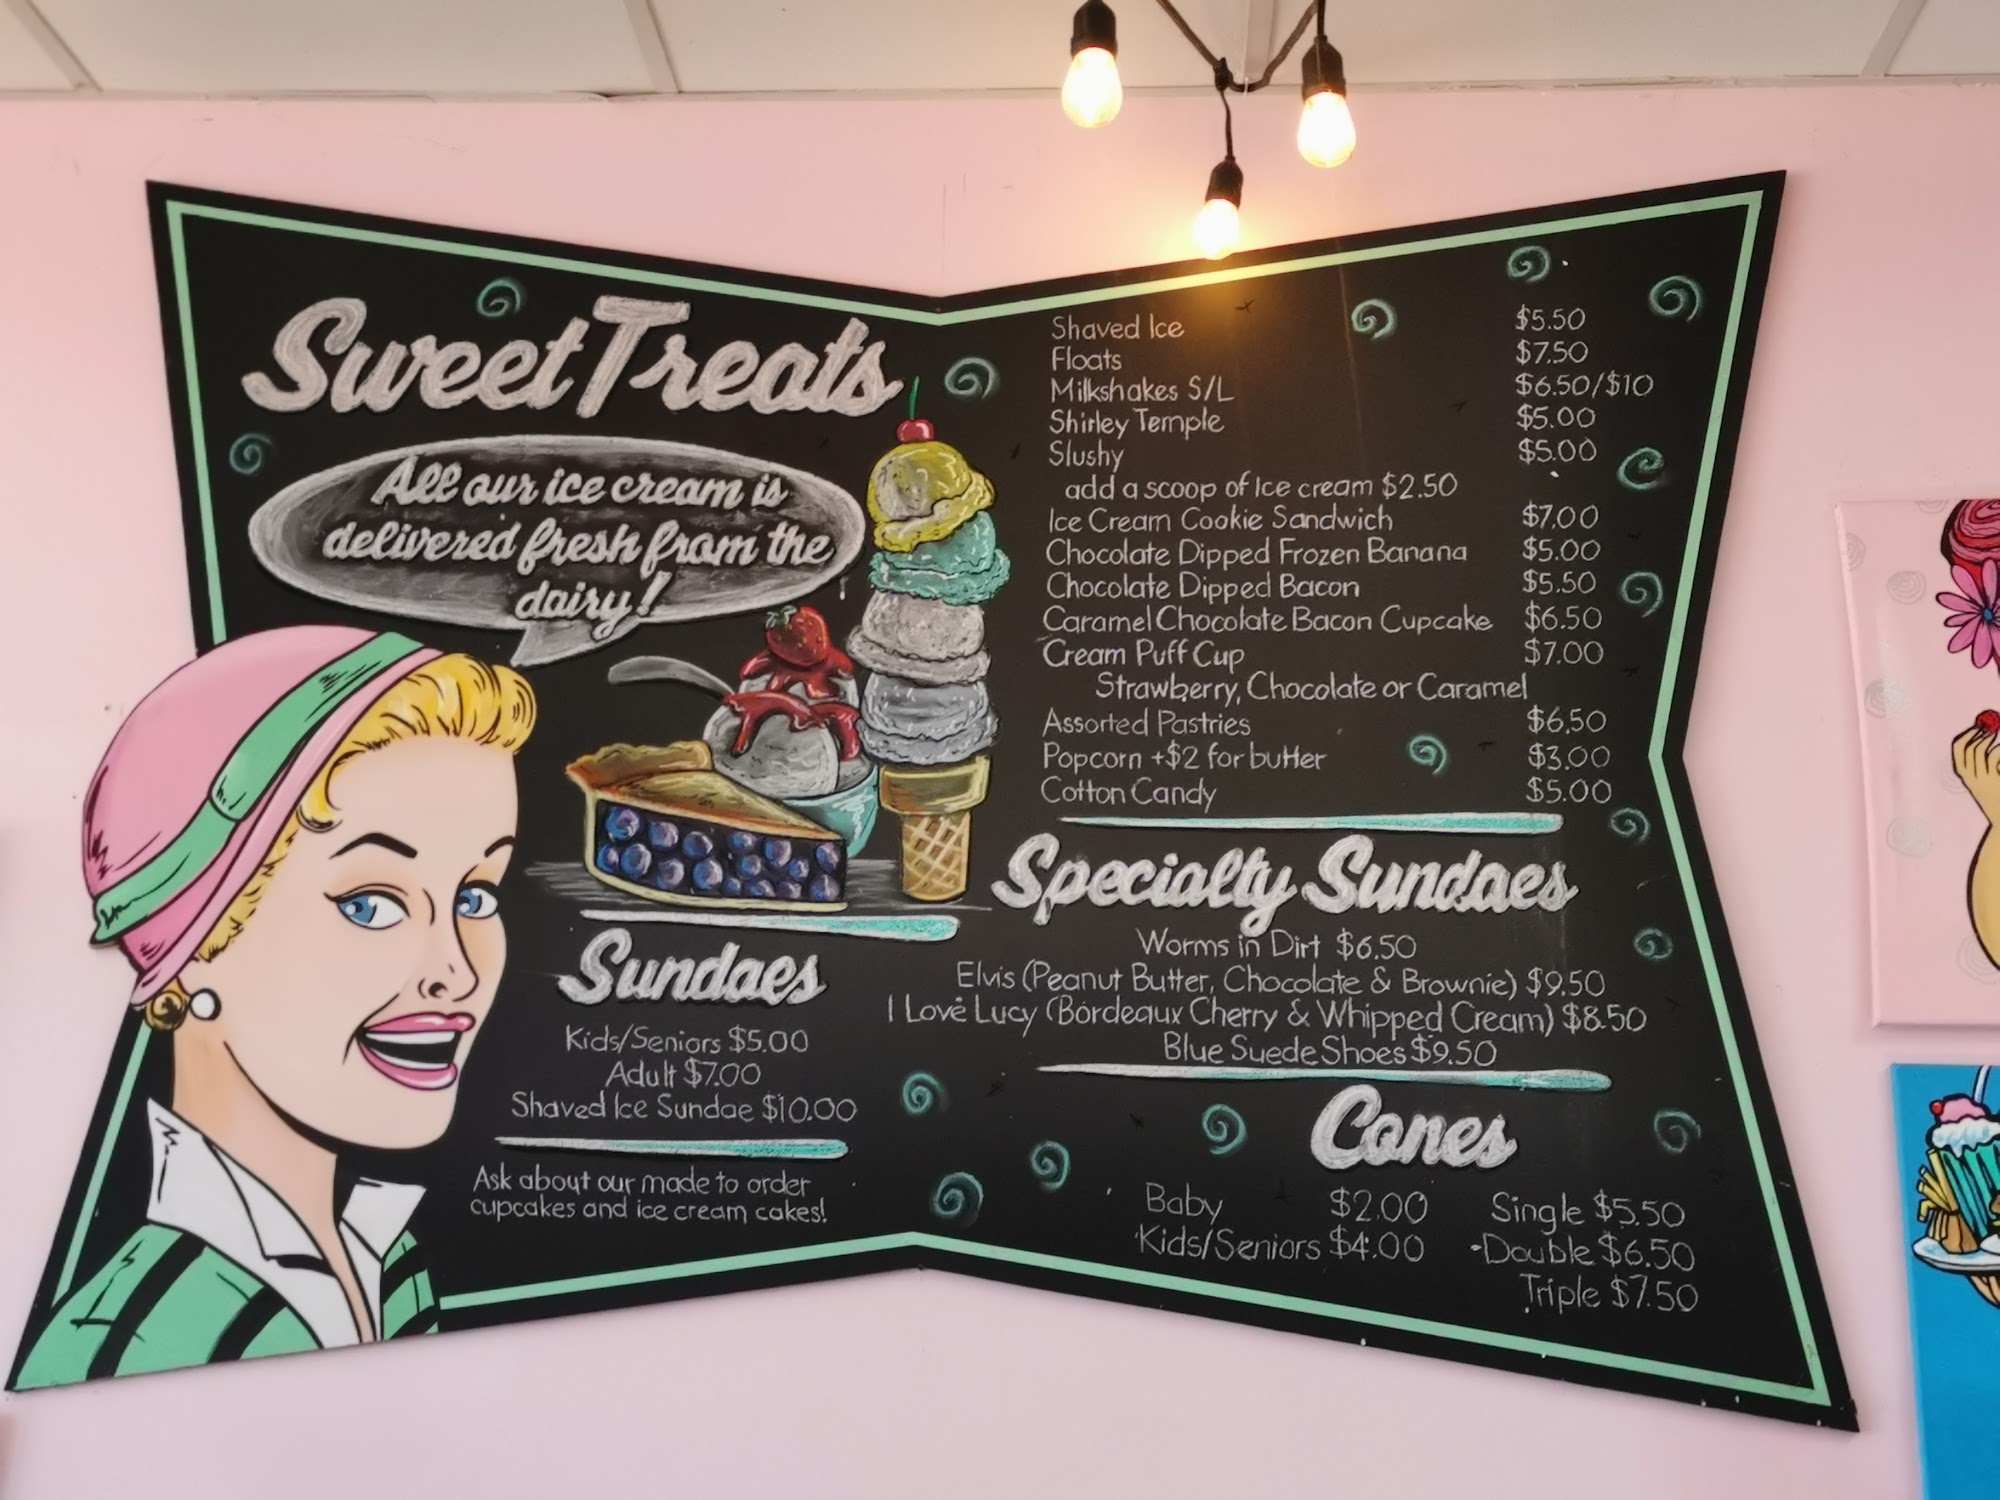 Sweet Treats
All our ice cream is
delivered fresh from the
dairy!
Sundaes
Kids/Seniors $5.00
Adult $7.00
Shaved Ice Sundae $10.00
Ask about our made to order
cupcakes and ice cream cakes!
Shaved Ice $5.50
Floats $7.50
Milkshakes S/L $6.50/$10
Shirley Temple $5.00
Slushy $5.00
add a scoop of Ice cream $2.50
Ice Cream Cookie Sandwich $7.00
Chocolate Dipped Frozen Banana $5.00
Chocolate Dipped Bacon $5.50
Caramel Chocolate Bacon Cupcake $6.50
Cream Puff Cup $7.00
Strawberry, Chocolate or Caramel
Assorted Pastries $6.50
Popcorn +$2 for butter $3.00
Cotton Candy $5.00
Specialty Sundaes
Worms in Dirt $6.50
Elvis (Peanut Butter, Chocolate & Brownie) $9.50
I Love Lucy (Bordeaux Cherry & Whipped Cream) $8.50
Blue Suede Shoes $9.50
Cones
Baby $2.00 Single $5.50
Kids/Seniors $4.00 Double $6.50
Triple $7.50